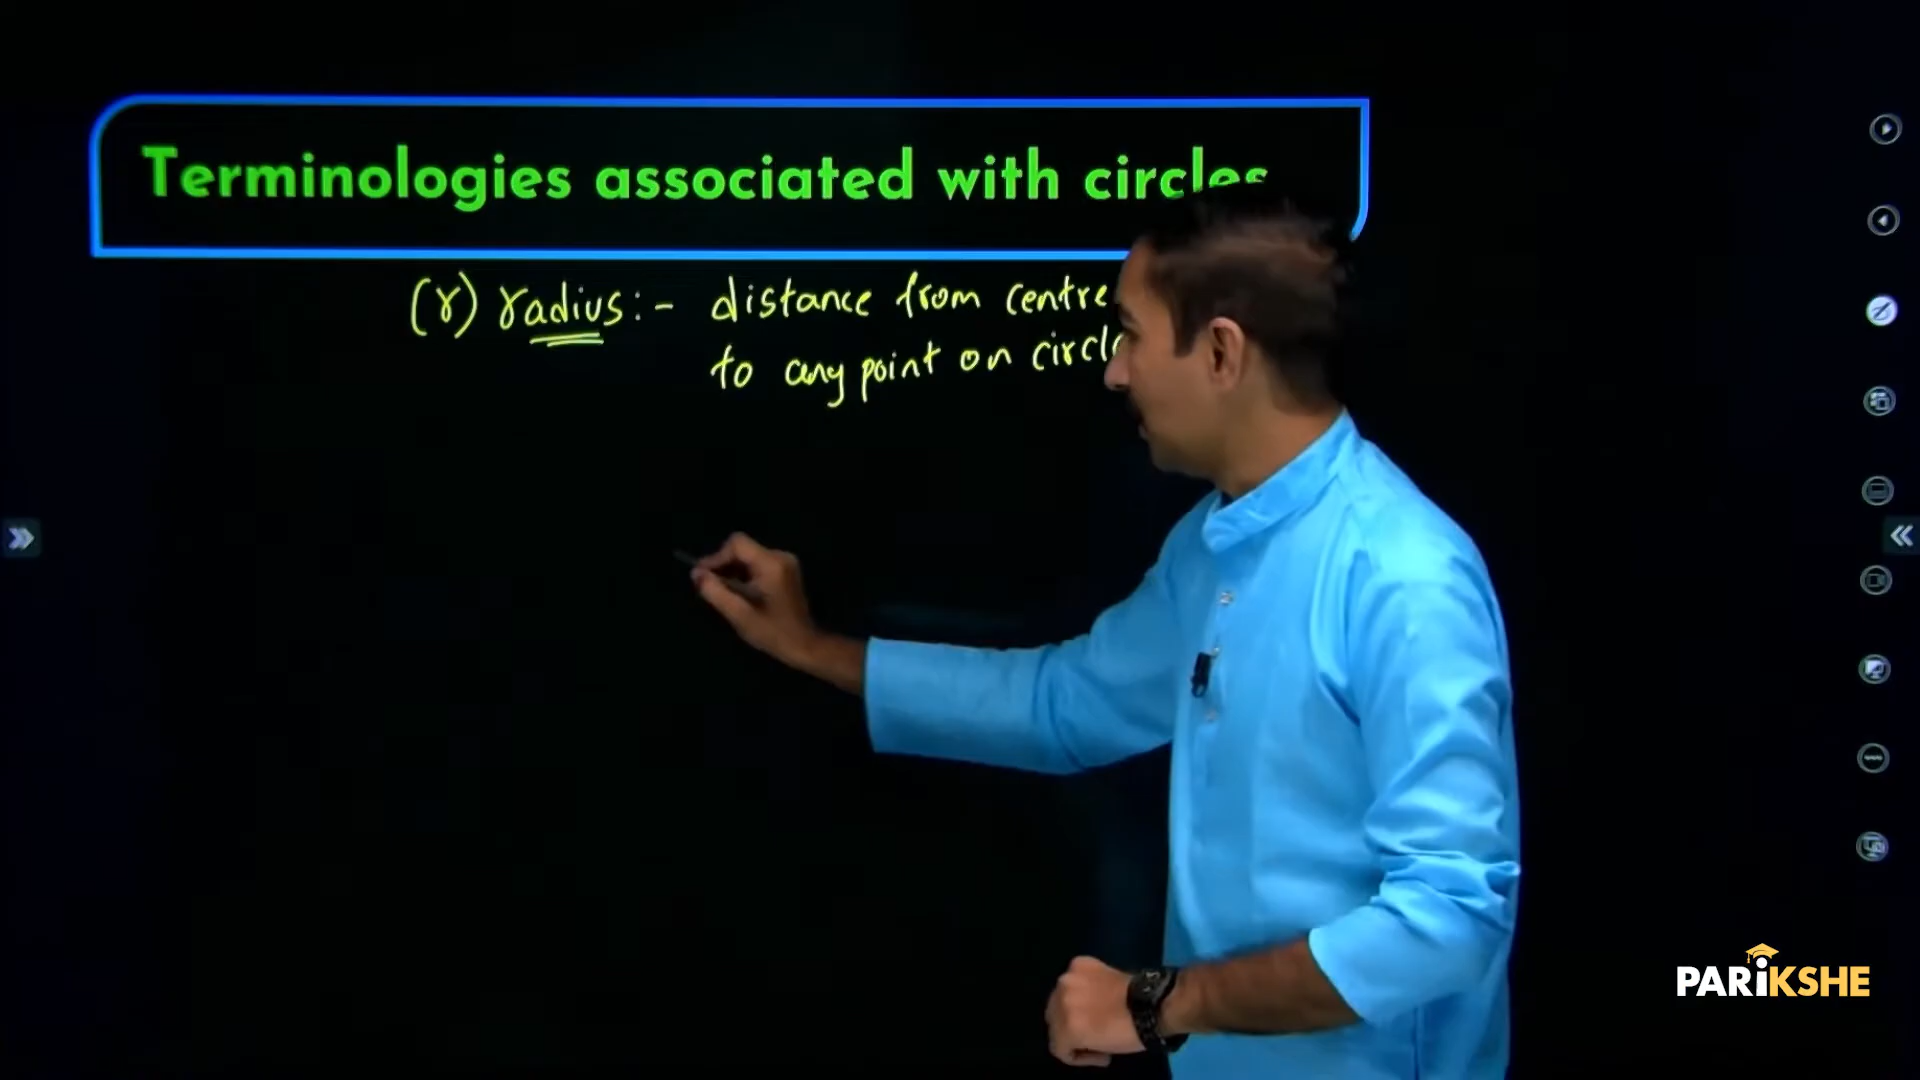 Terminologies associated with circles
(r) radius:- distance from centre
to any point on circle
PARiKSHE